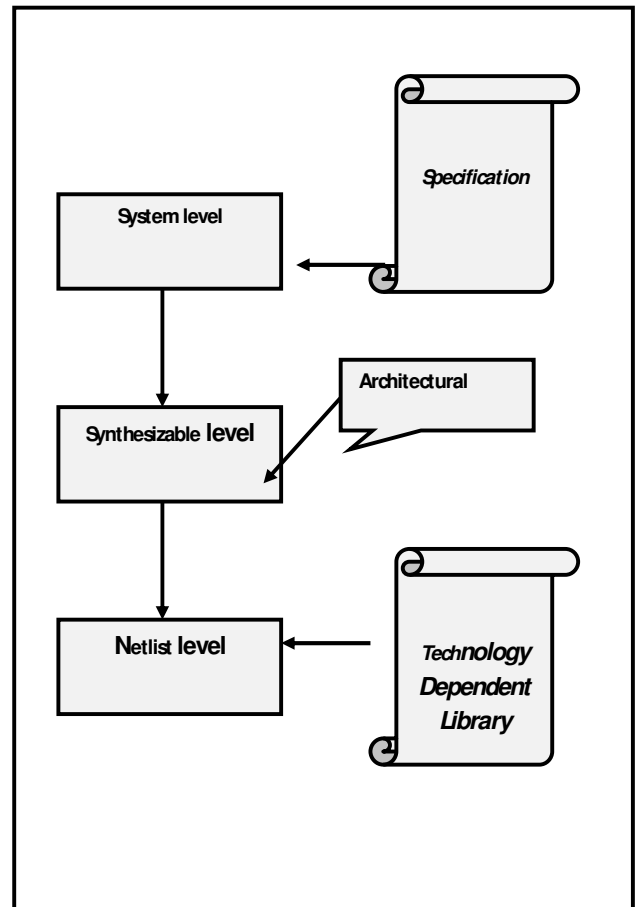 Specification
System level
Architectural
Synthesizable level
Netlist level
Technology
Dependent
Library